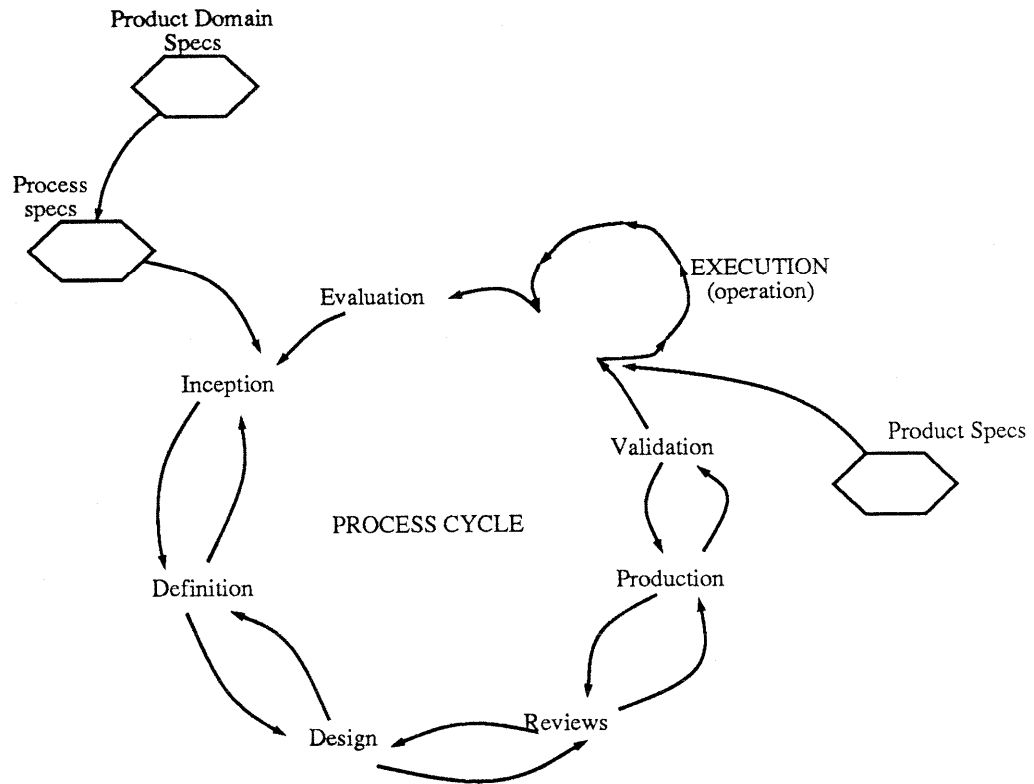 Product Domain
Specs
Process
specs
EXECUTION
(operation)
Evaluation
Inception
Product Specs
Validation
PROCESS CYCLE
Production
Definition
Reviews
Design